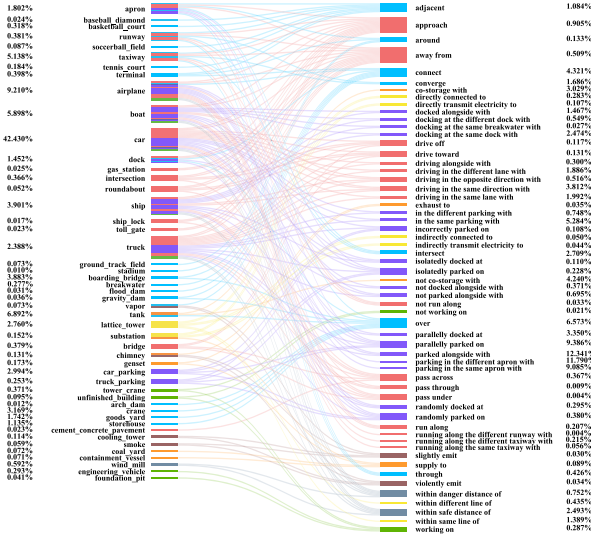 1.802% apron
0.024% baseball_diamond
0.318% basketball_court
0.381% runway
0.087% soccerball_field
5.138% taxiway
0.184% tennis_court
0.398% terminal
9.210% airplane
5.898% boat
42.430% car
1.452% dock
0.025% gas_station
0.366% intersection
0.052% roundabout
3.901% ship
0.017% ship_lock
0.023% toll_gate
2.388% truck
0.073% ground_track_field
0.010% stadium
3.883% boarding_bridge
0.277% breakwater
0.031% flood_dam
0.036% gravity_dam
0.073% vapor
6.892% tank
2.760% lattice_tower
0.152% substation
0.379% bridge
0.131% chimney
0.173% genset
2.994% car_parking
0.253% truck_parking
0.371% tower_crane
0.095% unfinished_building
0.012% arch_dam
3.169% crane
1.742% goods_yard
1.135% storehouse
0.023% cement_concrete_pavement
0.114% cooling_tower
0.059% smoke
0.072% coal_yard
0.071% containment_vessel
0.592% wind_mill
0.293% engineering_vehicle
0.041% foundation_pit
adjacent 1.084%
approach 0.905%
around 0.133%
away from 0.509%
connect 4.321%
converge 1.686%
co-storage with 3.029%
directly connected to 0.283%
directly transmit electricity to 0.107%
docked alongside with 1.467%
docking at the different dock with 0.549%
docking at the same breakwater with 0.027%
docking at the same dock with 2.474%
drive off 0.117%
drive toward 0.131%
driving alongside with 0.300%
driving in the different lane with 1.886%
driving in the opposite direction with 0.516%
driving in the same direction with 3.812%
driving in the same lane with 1.992%
exhaust to 0.035%
in the different parking with 0.748%
in the same parking with 5.284%
incorrectly parked on 0.108%
indirectly connected to 0.050%
indirectly transmit electricity to 0.044%
intersect 2.709%
isolatedly docked at 0.110%
isolatedly parked on 0.228%
not co-storage with 4.240%
not docked alongside with 0.371%
not parked alongside with 0.695%
not run along 0.033%
not working on 0.021%
over 6.573%
parallelly docked at 3.350%
parallelly parked on 9.386%
parked alongside with 12.341%
parking in the different apron with 11.790%
parking in the same apron with 9.085%
pass across 0.367%
pass through 0.009%
pass under 0.004%
randomly docked at 0.295%
randomly parked on 0.380%
run along 0.207%
running along the different runway with 0.004%
running along the different taxiway with 0.215%
running along the same taxiway with 0.056%
slightly emit 0.030%
supply to 0.089%
through 0.426%
violently emit 0.034%
within danger distance of 0.752%
within different line of 0.435%
within safe distance of 2.493%
within same line of 1.389%
working on 0.287%